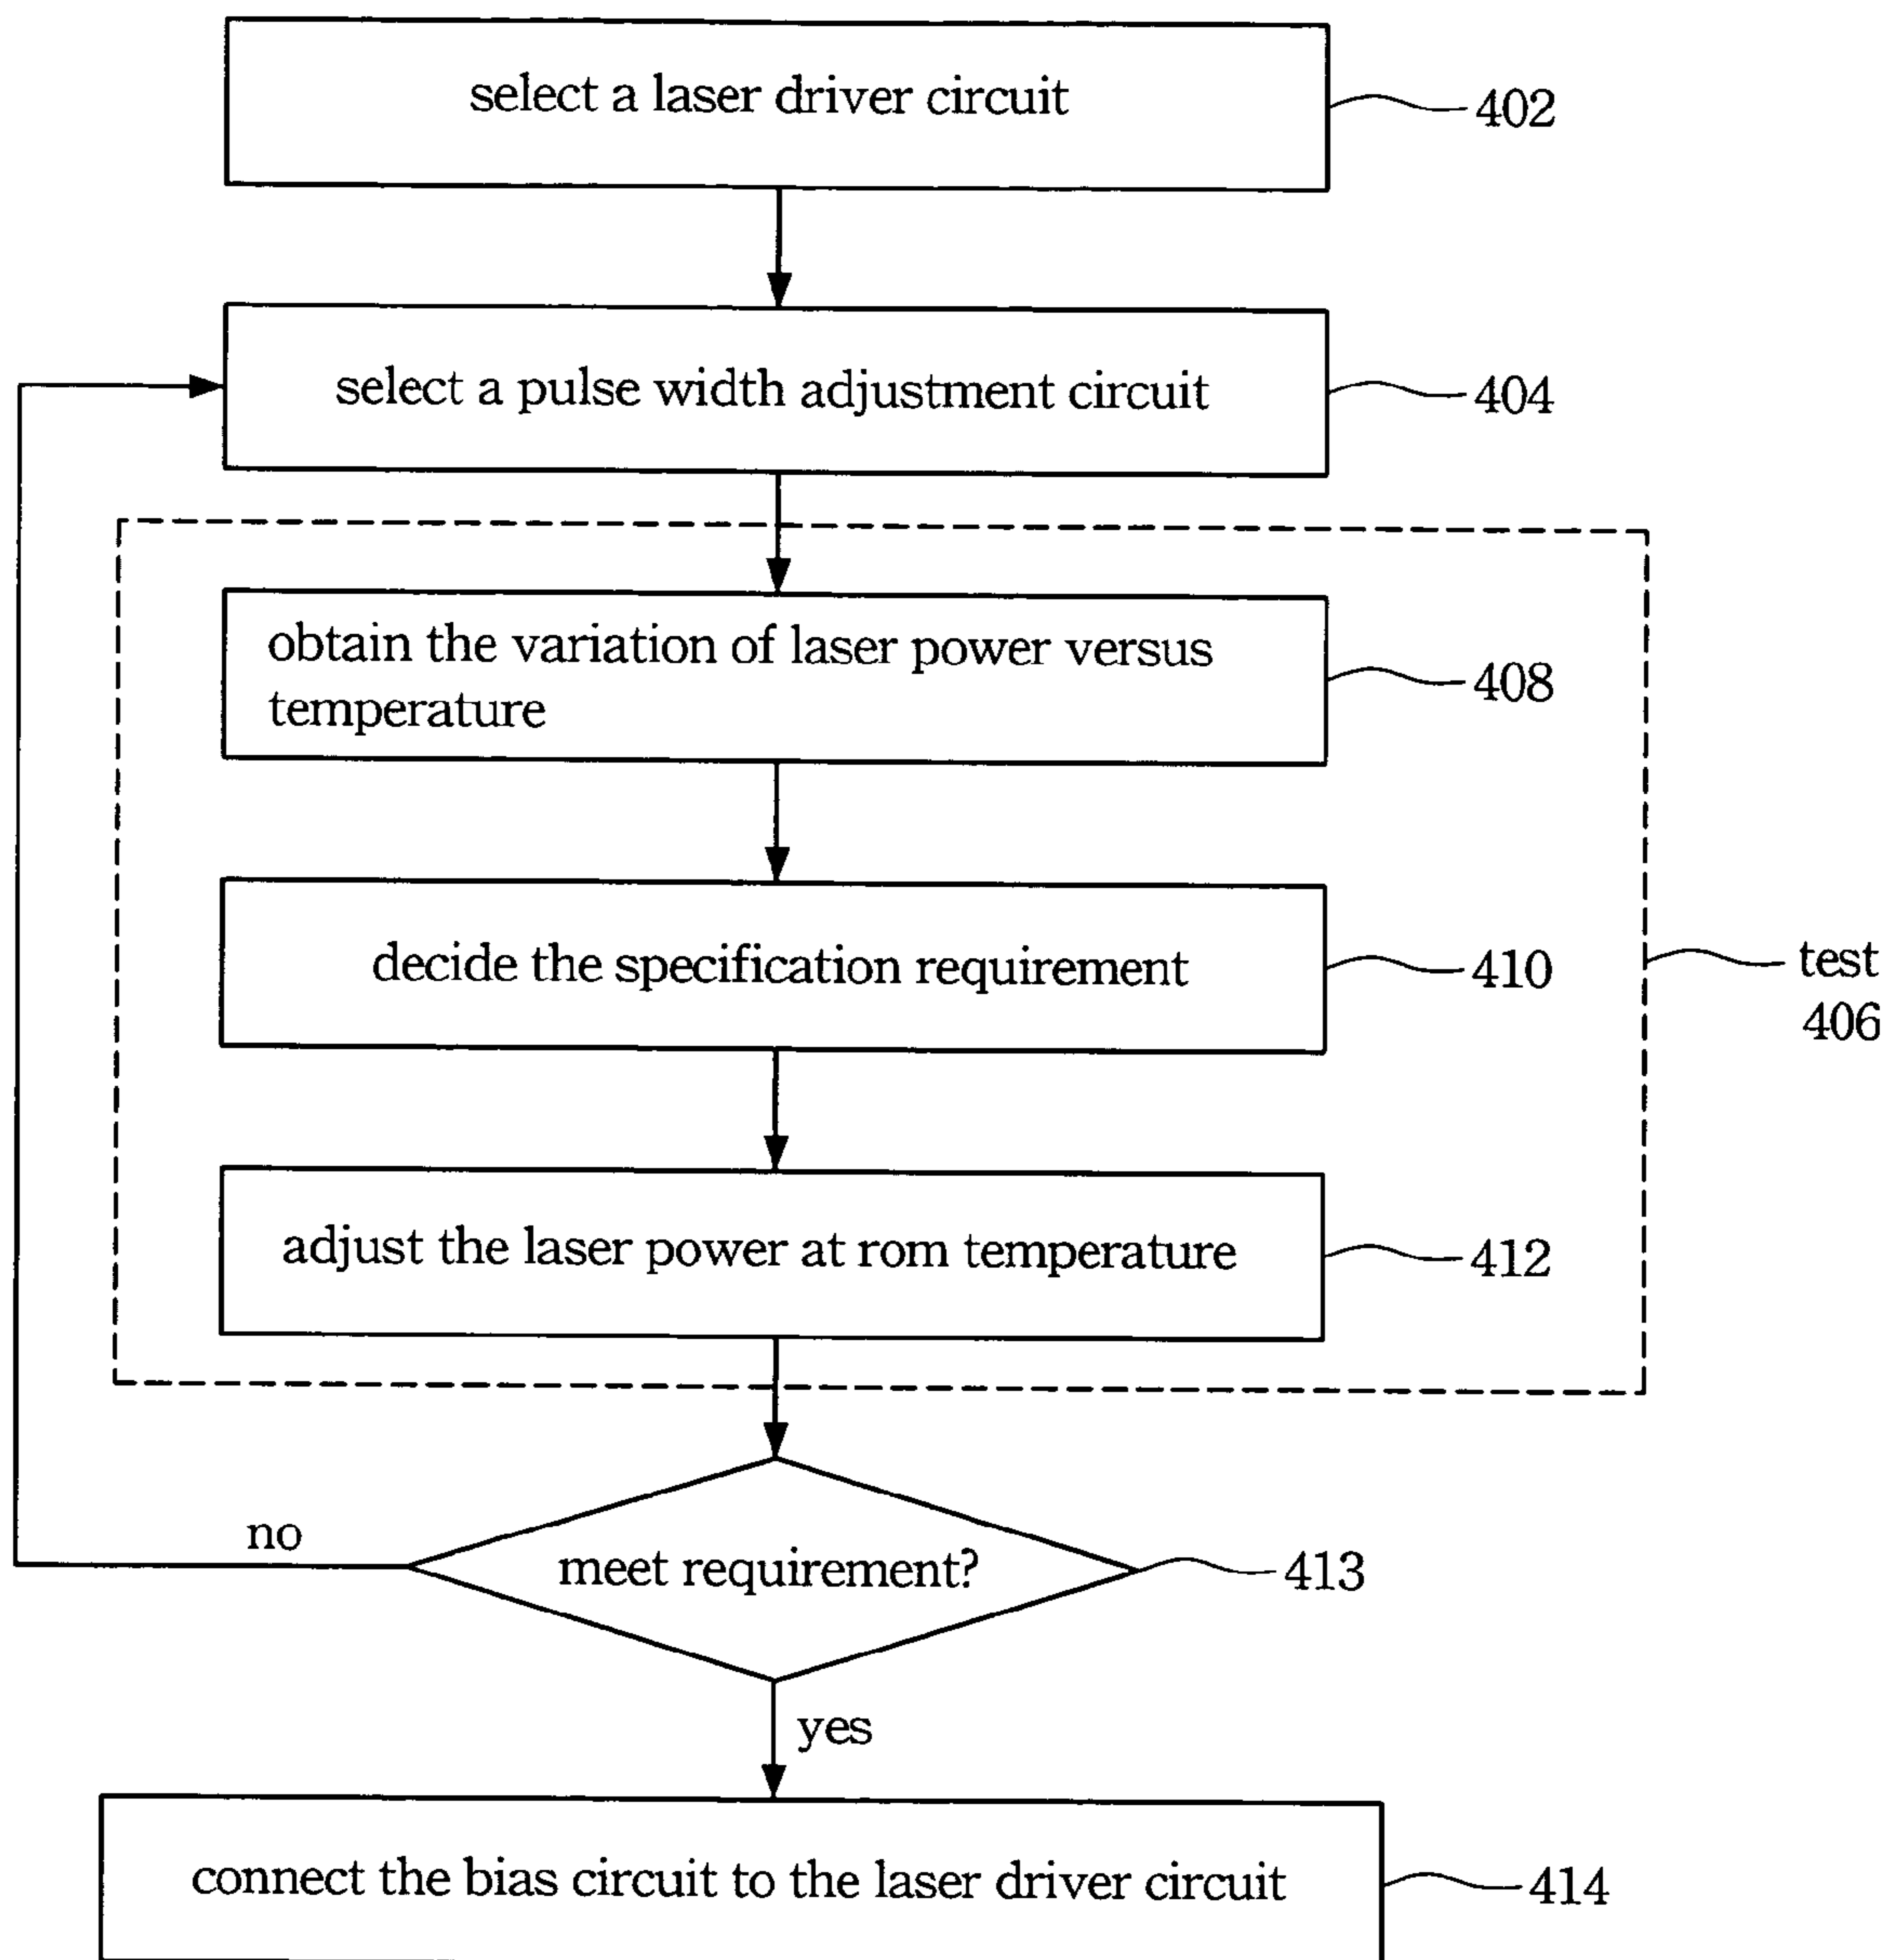 select a laser driver circuit
402
select a pulse width adjustment circuit
404
obtain the variation of laser power versus
temperature
408
decide the specification requirement
410
test
406
adjust the laser power at rom temperature
412
no
meet requirement?
413
yes
connect the bias circuit to the laser driver circuit
414